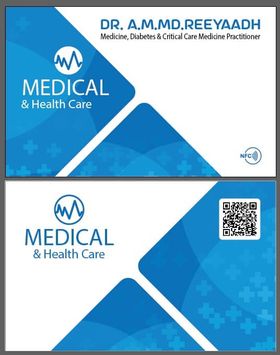 DR. A.M.MD.REEYAADH
Medicine, Diabetes & Critical Care Medicine Practitioner
MEDICAL
& Health Care
NFC
MEDICAL
& Health Care